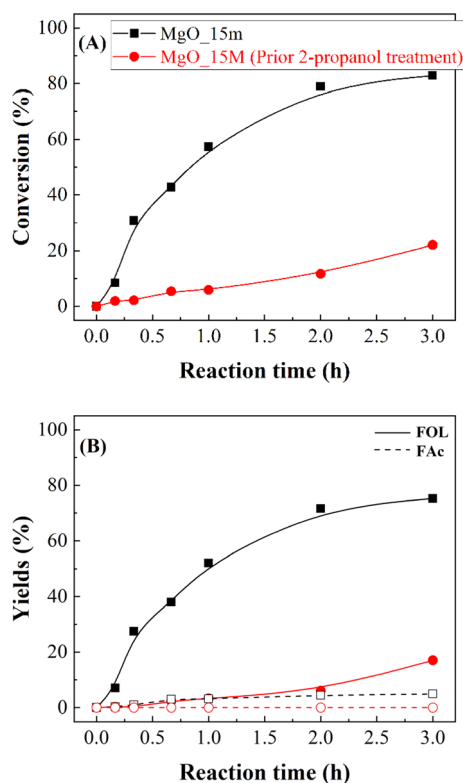 (A)
MgO_15m
MgO_15M (Prior 2-propanol treatment)
100
80
60
40
20
0
Conversion (%)
0.0 0.5 1.0 1.5 2.0 2.5 3.0
Reaction time (h)
(B)
FOL
FAc
100
80
60
40
20
0
Yields (%)
0.0 0.5 1.0 1.5 2.0 2.5 3.0
Reaction time (h)